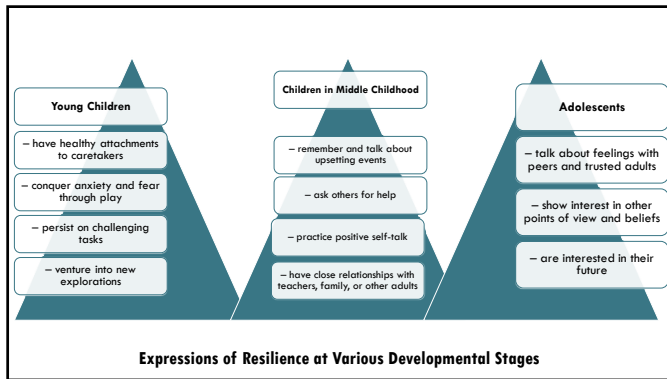 Young Children
– have healthy attachments
to caretakers
– conquer anxiety and fear
through play
– persist on challenging
tasks
– venture into new
explorations
Children in Middle Childhood
– remember and talk about
upsetting events
– ask others for help
– practice positive self-talk
– have close relationships with
teachers, family, or other adults
Adolescents
– talk about feelings with
peers and trusted adults
– show interest in other
points of view and beliefs
– are interested in their
future
Expressions of Resilience at Various Developmental Stages